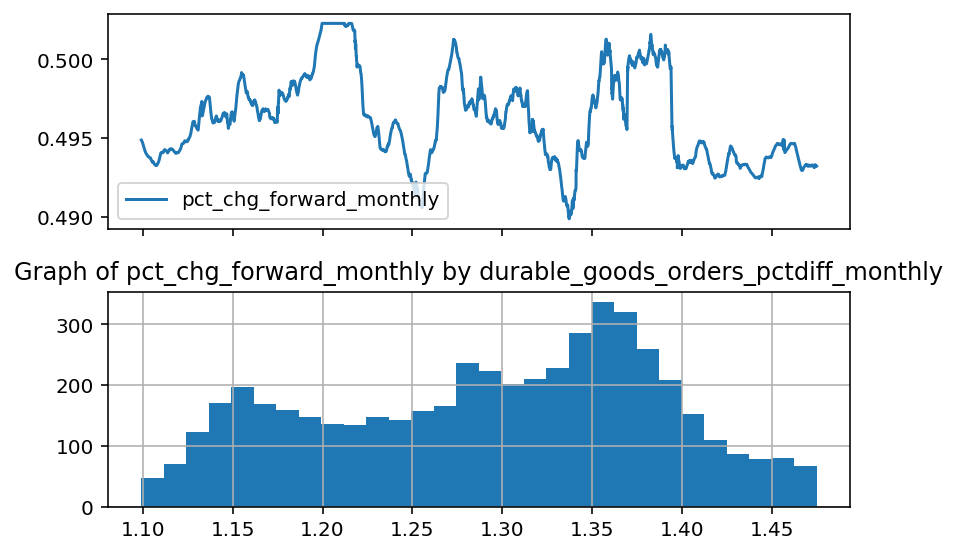 0.500
0.495
0.490
pct_chg_forward_monthly
Graph of pct_chg_forward_monthly by durable_goods_orders_pctdiff_monthly
300
200
100
0
1.10 1.15 1.20 1.25 1.30 1.35 1.40 1.45